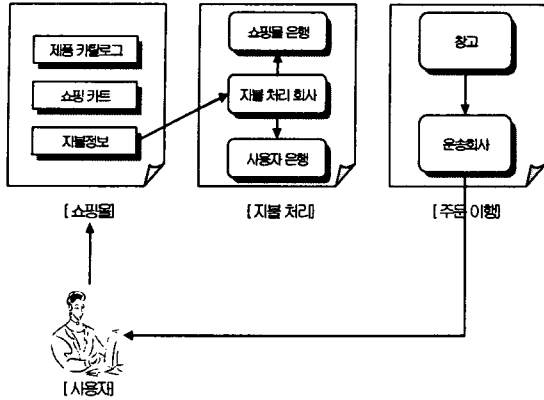 제품 카탈로그
쇼핑 카트
지불정보
[ 쇼핑몰]
쇼핑몰 은행
지불 처리 회사
사용자 은행
[ 지불 처리]
창고
운송회사
[ 주문 이행]
[ 사용자]